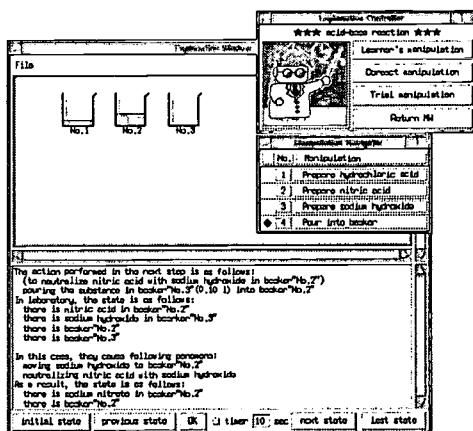 Explanation Window
File
No.1 No.2 No.3
Explanation Controller
★★★ acid-base reaction ★★★
Learner's manipulation
Correct manipulation
Trial manipulation
Return MW
Manipulation Navigator
No. Manipulation
1 Prepare hydrochloric acid
2 Prepare nitric acid
3 Prepare sodium hydroxide
4 Pour into beaker
The action performed in the next step is as follows:
(to neutralize nitric acid with sodium hydroxide in beaker"No.2")
pouring the substance in beaker"No.3"(0.10 l) into beaker"No.2"
In laboratory, the state is as follows:
there is nitric acid in beaker"No.2"
there is sodium hydroxide in bearker"No.3"
there is beaker"No.2"
there is beaker"No.3"
In this case, they cause following penomena:
moving sodium hydroxide to beaker"No.2"
neutralizing nitric acid with sodium hydroxide
As a result, the state is as follows:
there is sodium nitrate in beaker"No.2"
there is beaker"No.2"
initial state previous state OK timer 10 sec next state last state